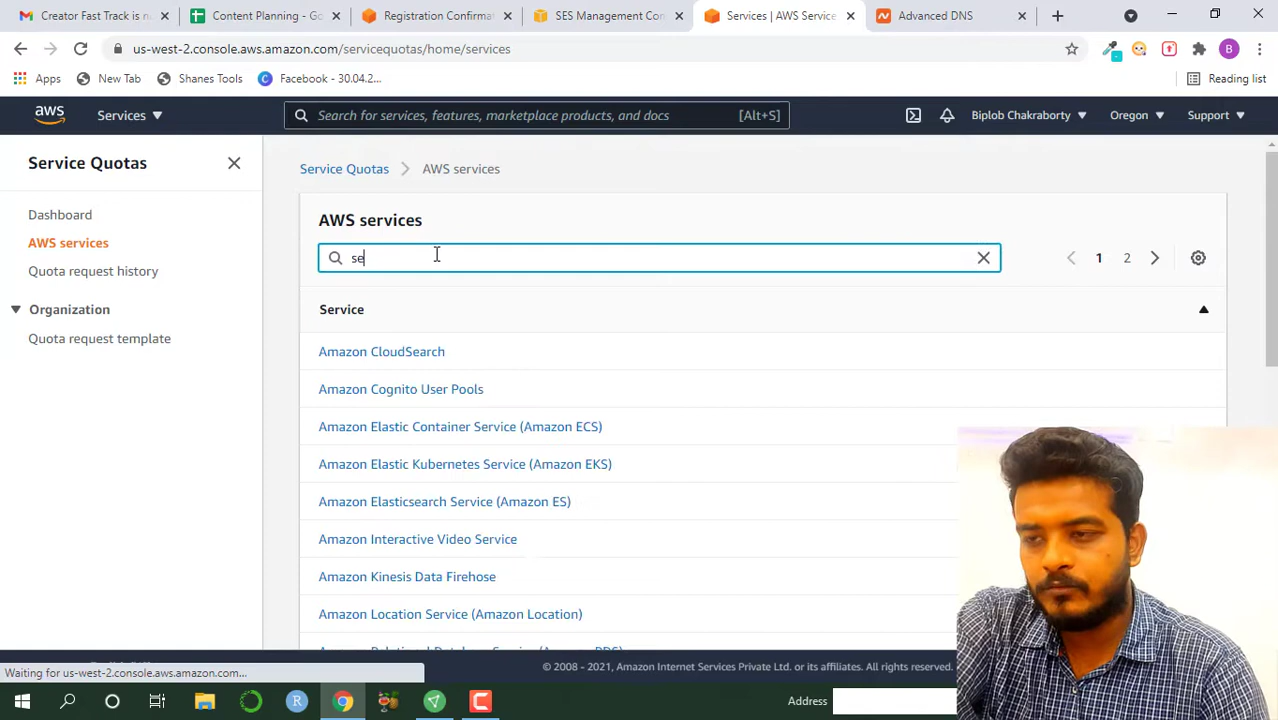 Creator Fast Track is n
Content Planning - Go
Registration Confirma
SES Management Con
Services | AWS Service
Advanced DNS
us-west-2.console.aws.amazon.com/servicequotas/home/services
B
Apps
New Tab
Shanes Tools
Facebook - 30.04.2...
Reading list
aws
Services
Search for services, features, marketplace products, and docs
[Alt+S]
Biplob Chakraborty
Oregon
Support
Service Quotas
Service Quotas
AWS services
Dashboard
AWS services
Quota request history
Organization
Quota request template
AWS services
se
1
2
Service
Amazon CloudSearch
Amazon Cognito User Pools
Amazon Elastic Container Service (Amazon ECS)
Amazon Elastic Kubernetes Service (Amazon EKS)
Amazon Elasticsearch Service (Amazon ES)
Amazon Interactive Video Service
Amazon Kinesis Data Firehose
Amazon Location Service (Amazon Location)
Waiting for us-west-2.console.aws.amazon.com...
© 2008 - 2021, Amazon Internet Services Private Ltd. or its affiliates. All rights reserved.
Address